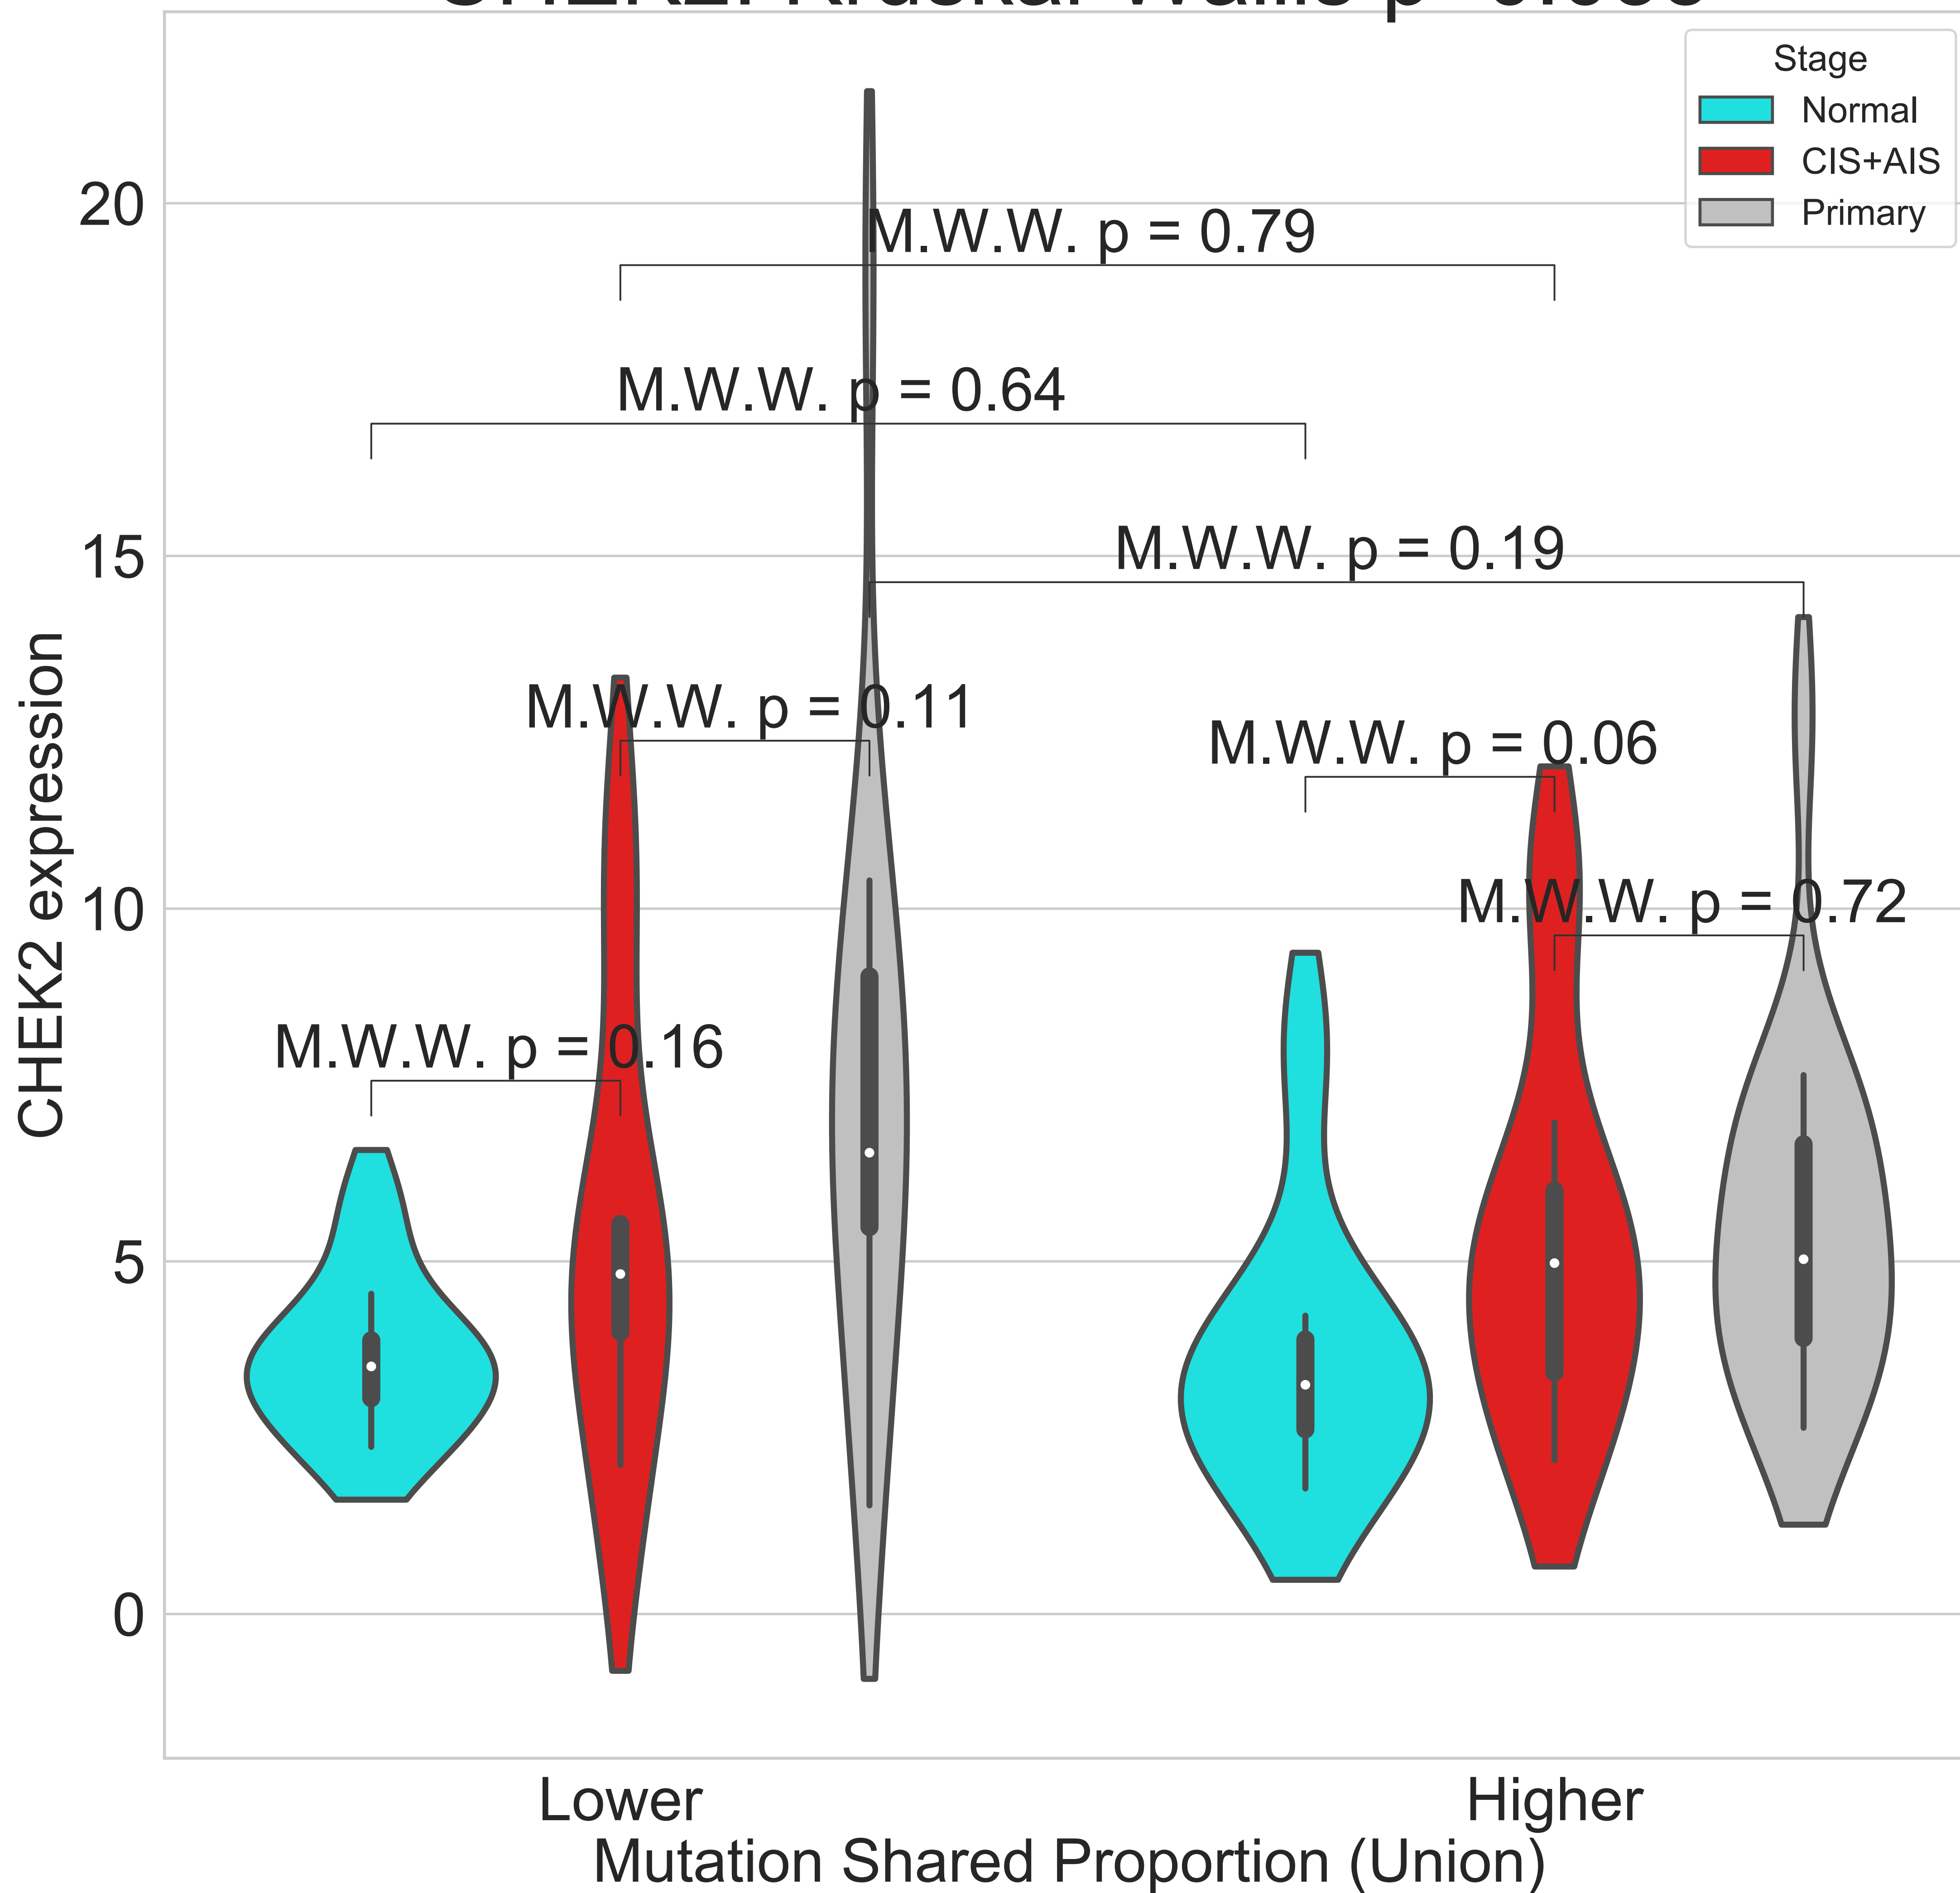 Stage
Normal
CIS+AIS
Primary
20
M.W.W. p = 0.79
M.W.W. p = 0.64
15
M.W.W. p = 0.19
M.W.W. p = 0.11
M.W.W. p = 0.06
CHEK2 expression
10
M.W.W. p = 0.72
M.W.W. p = 0.16
5
0
Lower
Higher
Mutation Shared Proportion (Union)